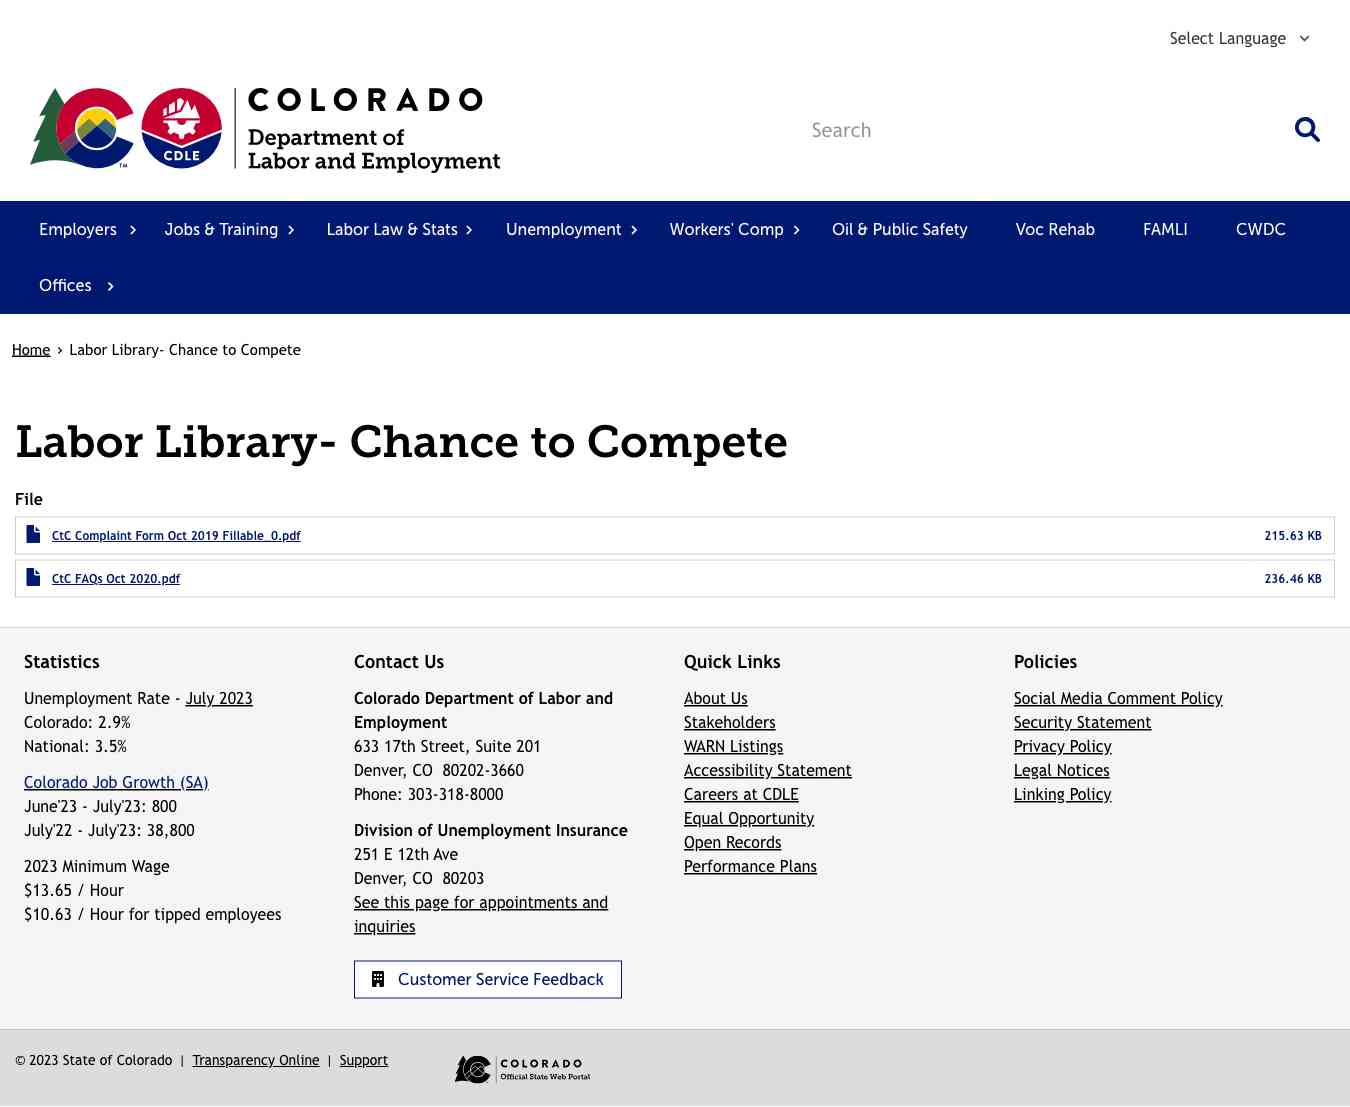 Select Language
CDLE
TM
COLORADO
Department of
Labor and Employment
Search
Employers Jobs & Training Labor Law & Stats Unemployment Workers' Comp Oil & Public Safety Voc Rehab FAMLI CWDC
Offices
Home › Labor Library- Chance to Compete
Labor Library- Chance to Compete
File
CtC Complaint Form Oct 2019 Fillable_0.pdf 215.63 KB
CtC FAQs Oct 2020.pdf 236.46 KB
Statistics
Unemployment Rate - July 2023
Colorado: 2.9%
National: 3.5%
Colorado Job Growth (SA)
June'23 - July'23: 800
July'22 - July'23: 38,800
2023 Minimum Wage
$13.65 / Hour
$10.63 / Hour for tipped employees
Contact Us
Colorado Department of Labor and
Employment
633 17th Street, Suite 201
Denver, CO  80202-3660
Phone: 303-318-8000
Division of Unemployment Insurance
251 E 12th Ave
Denver, CO  80203
See this page for appointments and
inquiries
Customer Service Feedback
Quick Links
About Us
Stakeholders
WARN Listings
Accessibility Statement
Careers at CDLE
Equal Opportunity
Open Records
Performance Plans
Policies
Social Media Comment Policy
Security Statement
Privacy Policy
Legal Notices
Linking Policy
© 2023 State of Colorado | Transparency Online | Support
COLORADO
Official State Web Portal